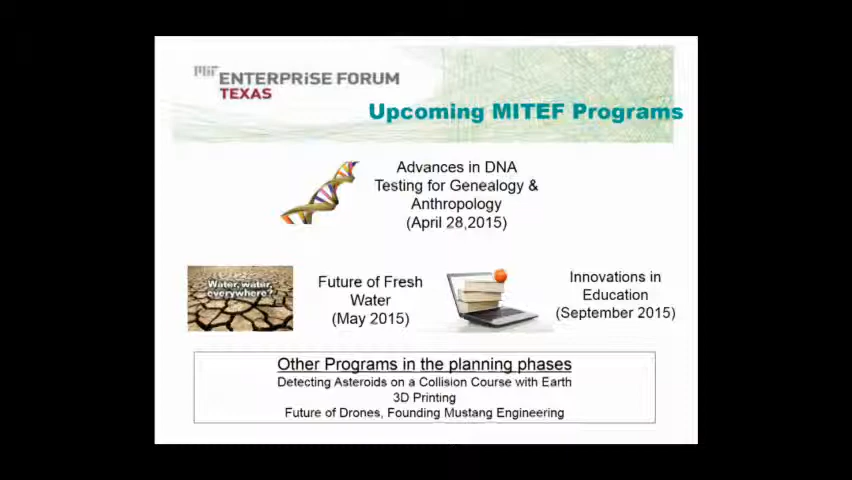 MiT ENTERPRiSE FORUM
TEXAS
Upcoming MITEF Programs
Advances in DNA
Testing for Genealogy &
Anthropology
(April 28,2015)
Water, water,
everywhere?
Future of Fresh
Water
(May 2015)
Innovations in
Education
(September 2015)
Other Programs in the planning phases
Detecting Asteroids on a Collision Course with Earth
3D Printing
Future of Drones, Founding Mustang Engineering